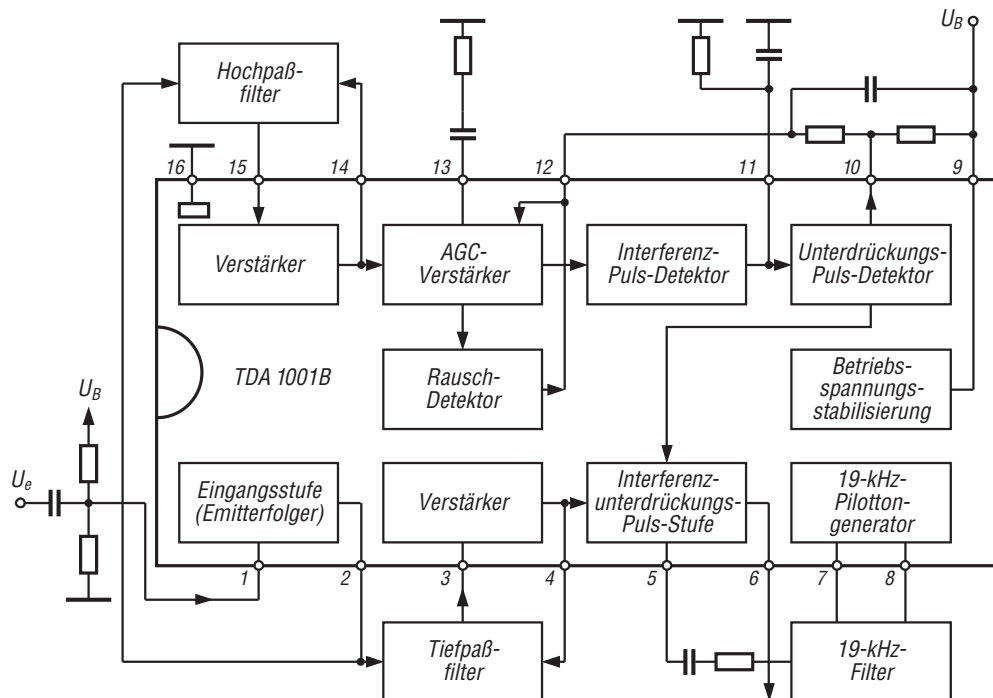 U_B
Hochpaß-
filter
16 15 14 13 12 11 10 9
Verstärker
AGC-
Verstärker
Interferenz-
Puls-Detektor
Unterdrückungs-
Puls-Detektor
TDA 1001B
Rausch-
Detektor
Betriebs-
spannungs-
stabilisierung
U_B
U_e
Eingangsstufe
(Emitterfolger)
Verstärker
Interferenz-
unterdrückungs-
Puls-Stufe
19-kHz-
Pilotton-
generator
1 2 3 4 5 6 7 8
Tiefpaß-
filter
19-kHz-
Filter